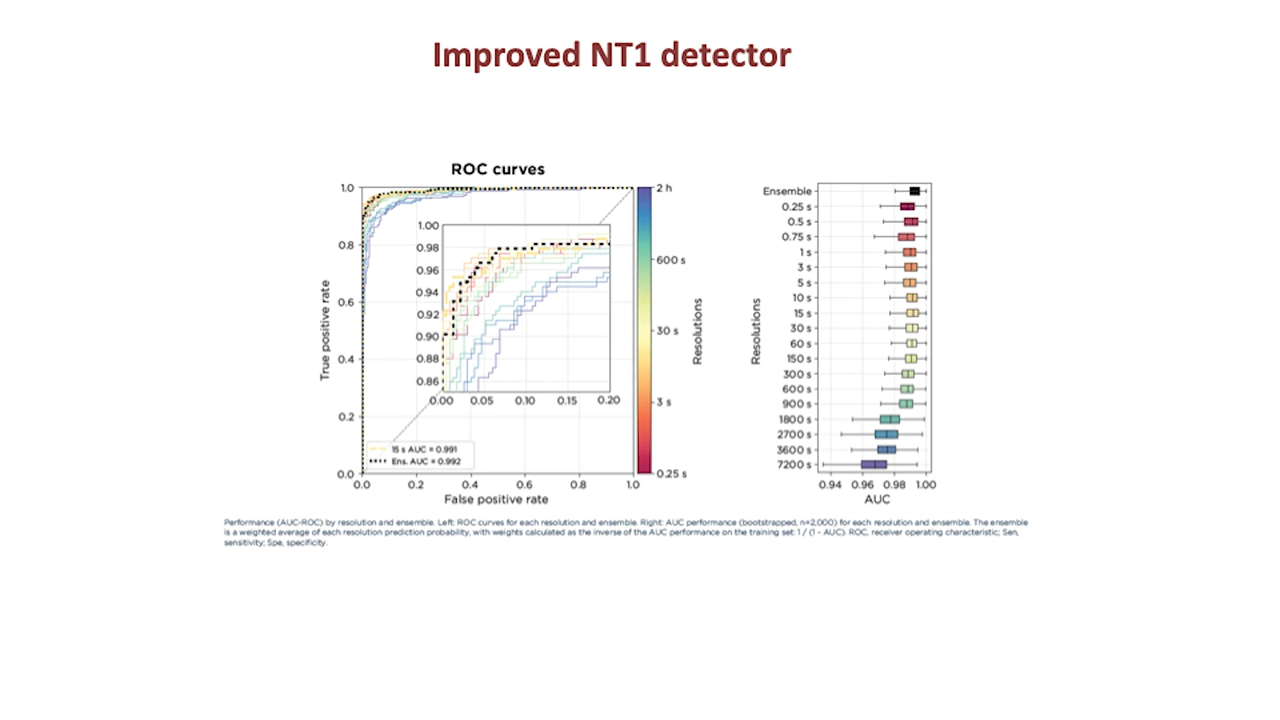 Improved NT1 detector
ROC curves
1.0
0.8
0.6
0.4
0.2
0.0
True positive rate
0.0 0.2 0.4 0.6 0.8 1.0
False positive rate
1.00
0.98
0.96
0.94
0.92
0.90
0.88
0.86
0.00 0.05 0.10 0.15 0.20
15 s AUC = 0.991
Ens. AUC = 0.992
2 h
600 s
30 s
3 s
0.25 s
Resolutions
Resolutions
Ensemble
0.25 s
0.5 s
0.75 s
1 s
3 s
5 s
10 s
15 s
30 s
60 s
150 s
300 s
600 s
900 s
1800 s
2700 s
3600 s
7200 s
0.94 0.96 0.98 1.00
AUC
Performance (AUC-ROC) by resolution and ensemble. Left: ROC curves for each resolution and ensemble. Right: AUC performance (bootstrapped, n=2,000) for each resolution and ensemble. The ensemble
is a weighted average of each resolution prediction probability, with weights calculated as the inverse of the AUC performance on the training set: 1 / (1 - AUC). ROC, receiver operating characteristic; Sen,
sensitivity; Spe, specificity.